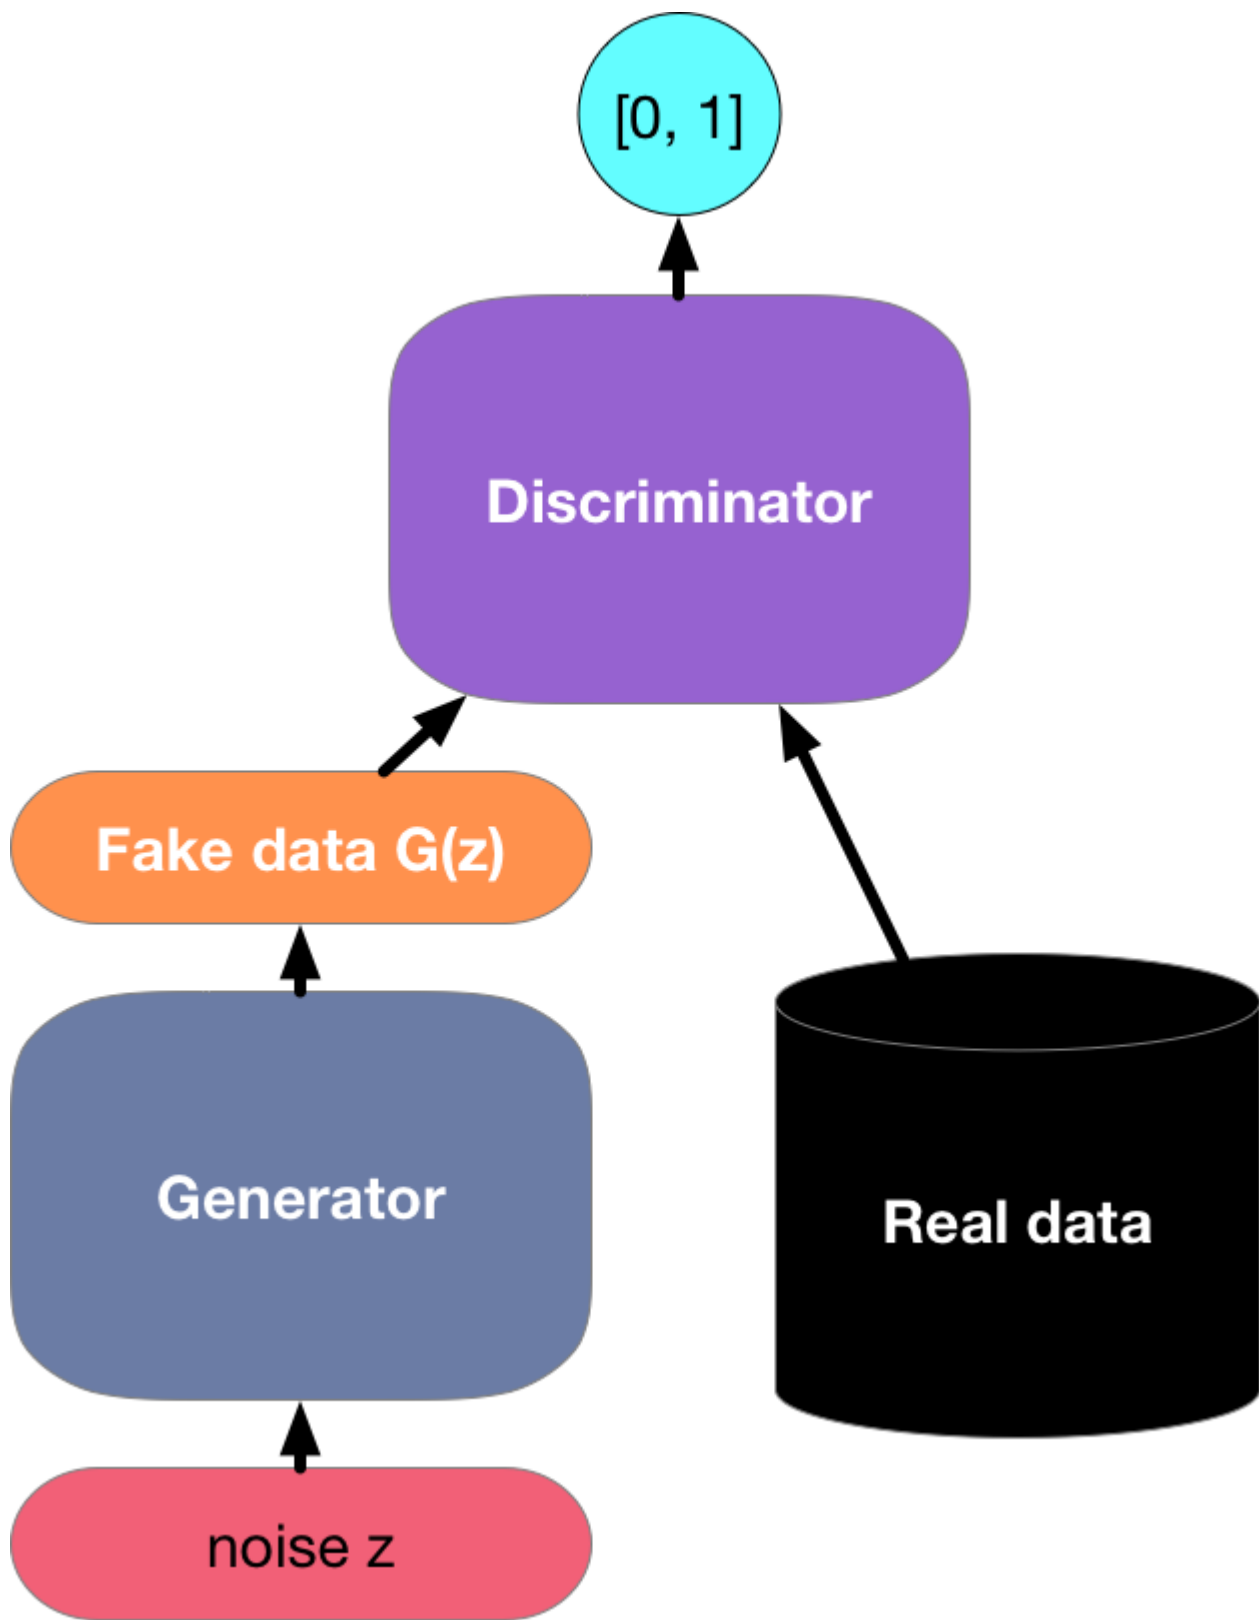 [0, 1]
Discriminator
Fake data G(z)
Generator
Real data
noise z